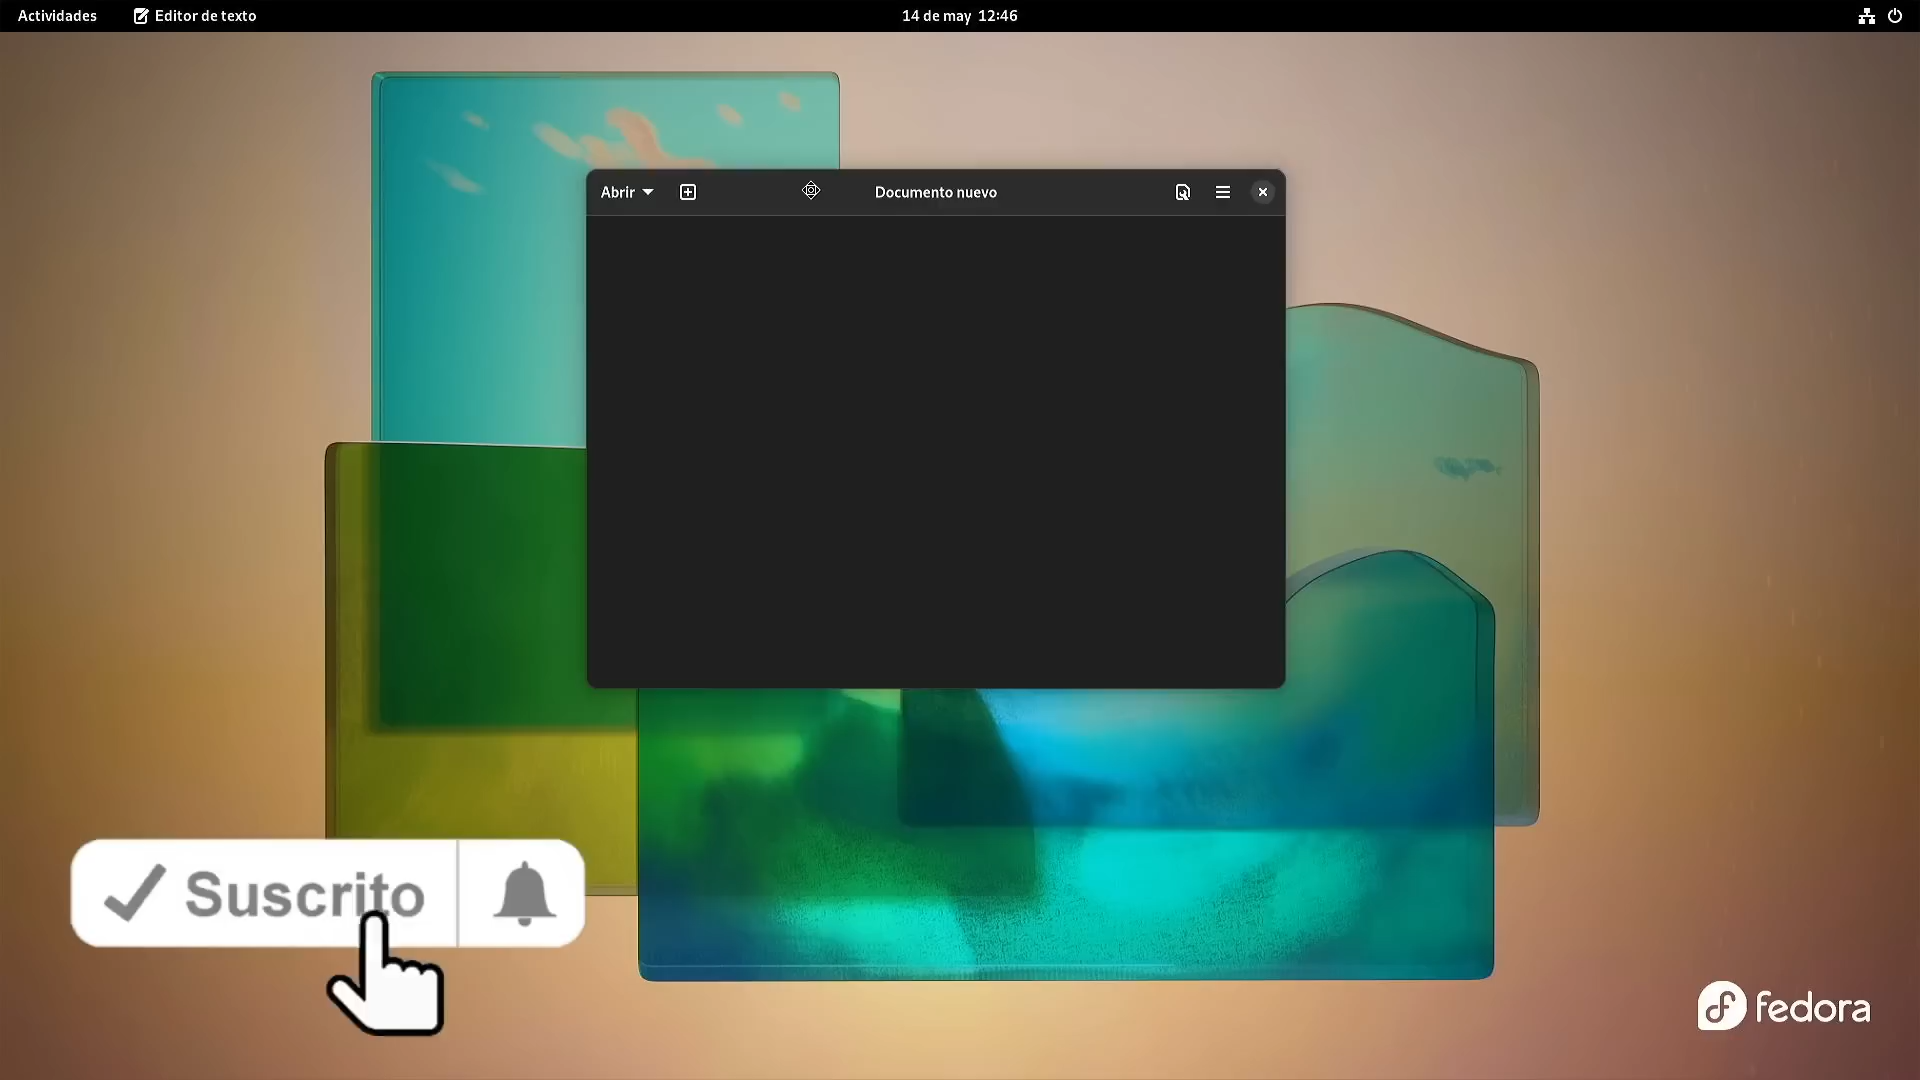 Actividades Editor de texto 14 de may 12:46
Abrir Documento nuevo
Suscrito
fedora